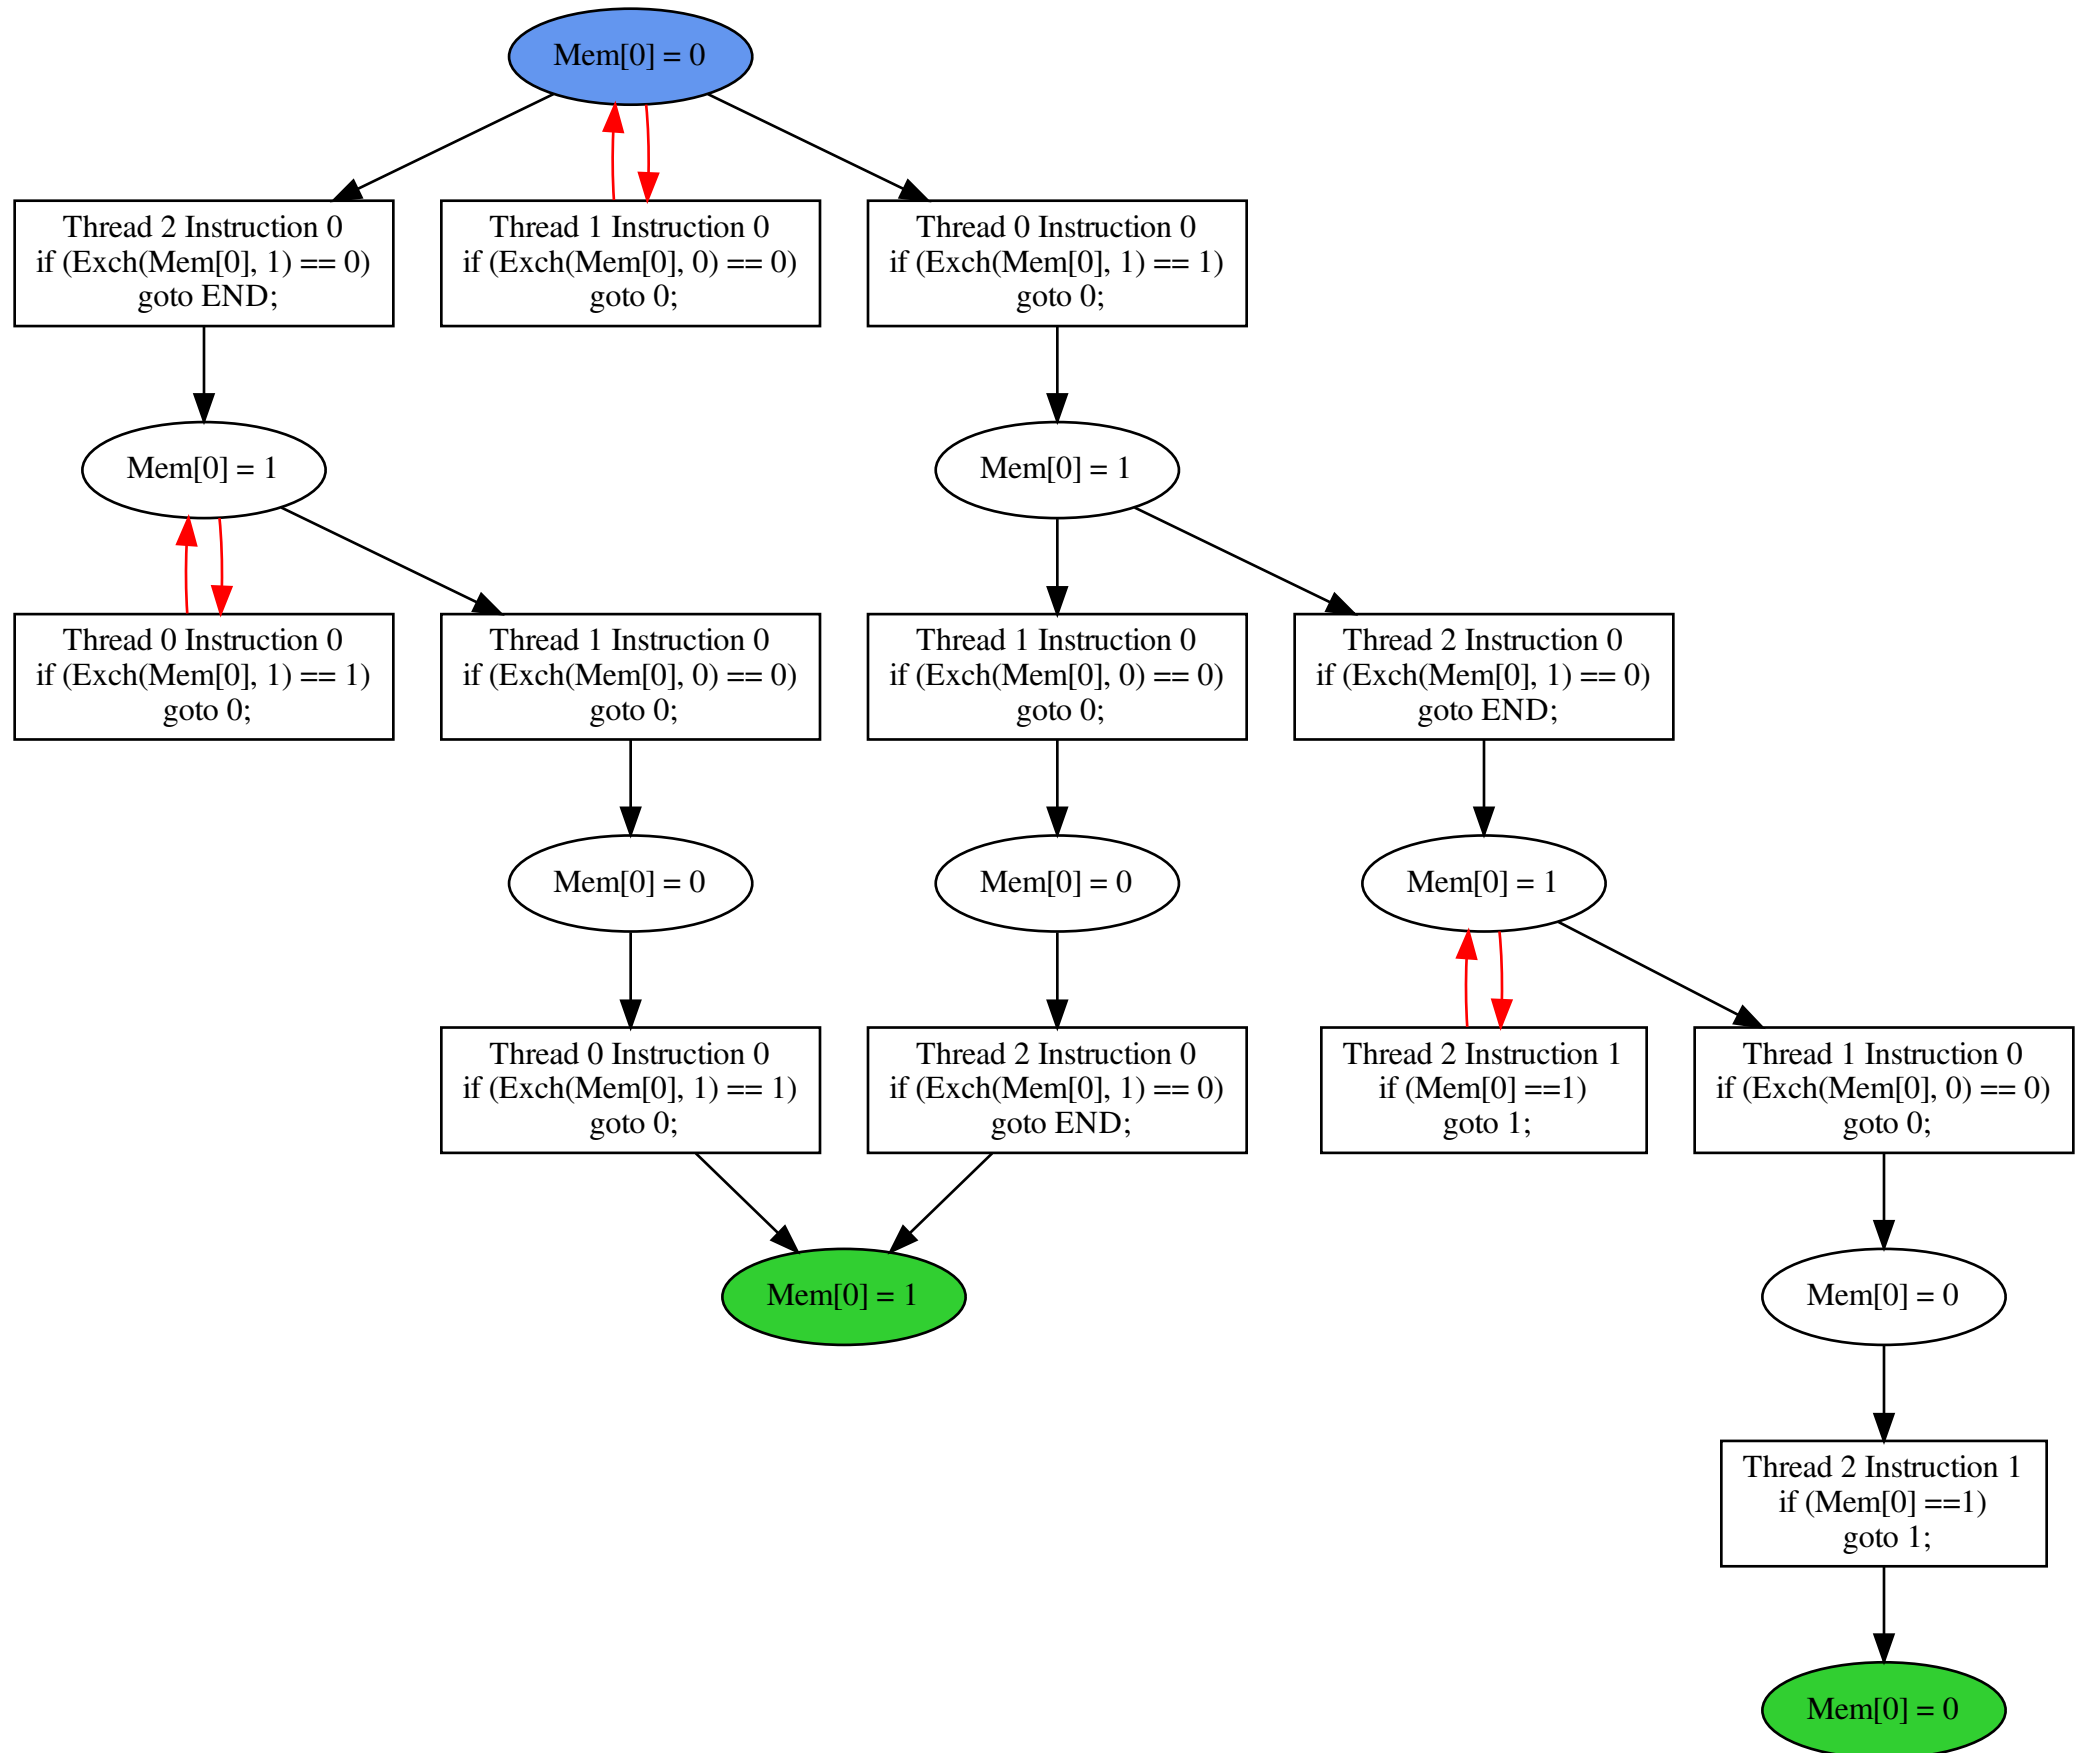 Mem[0] = 0
Thread 2 Instruction 0
if (Exch(Mem[0], 1) == 0)
goto END;
Thread 1 Instruction 0
if (Exch(Mem[0], 0) == 0)
goto 0;
Thread 0 Instruction 0
if (Exch(Mem[0], 1) == 1)
goto 0;
Mem[0] = 1
Mem[0] = 1
Thread 0 Instruction 0
if (Exch(Mem[0], 1) == 1)
goto 0;
Thread 1 Instruction 0
if (Exch(Mem[0], 0) == 0)
goto 0;
Thread 1 Instruction 0
if (Exch(Mem[0], 0) == 0)
goto 0;
Thread 2 Instruction 0
if (Exch(Mem[0], 1) == 0)
goto END;
Mem[0] = 0
Mem[0] = 0
Mem[0] = 1
Thread 0 Instruction 0
if (Exch(Mem[0], 1) == 1)
goto 0;
Thread 2 Instruction 0
if (Exch(Mem[0], 1) == 0)
goto END;
Thread 2 Instruction 1
if (Mem[0] ==1)
goto 1;
Thread 1 Instruction 0
if (Exch(Mem[0], 0) == 0)
goto 0;
Mem[0] = 1
Mem[0] = 0
Thread 2 Instruction 1
if (Mem[0] ==1)
goto 1;
Mem[0] = 0